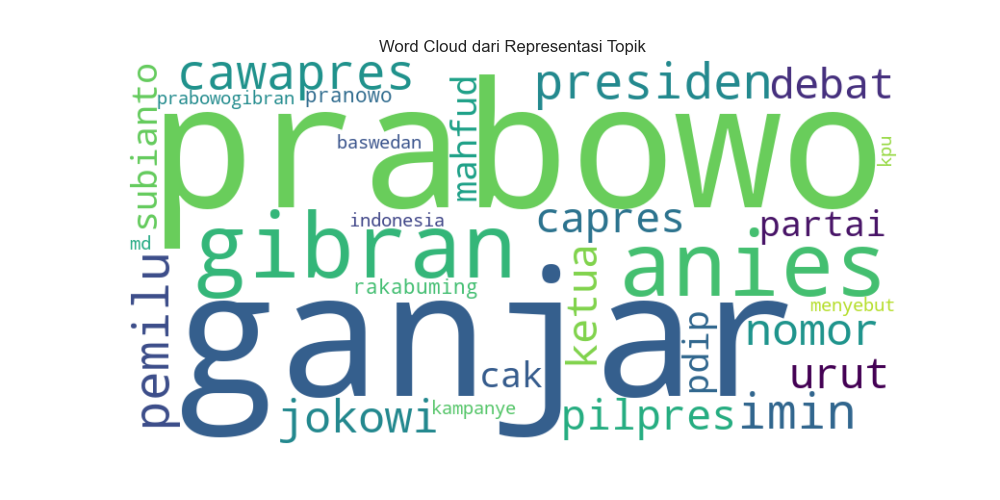 Word Cloud dari Representasi Topik
cawapres
presiden
debat
subianto
prabowogibran
pranowo
prabowo
baswedan
mahfud
kpu
indonesia
gibran
capres
partai
md
anies
pemilu
rakabuming
ketua
menyebut
ganjar
pdip
nomor
cak
urut
jokowi
kampanye
pilpres
imin